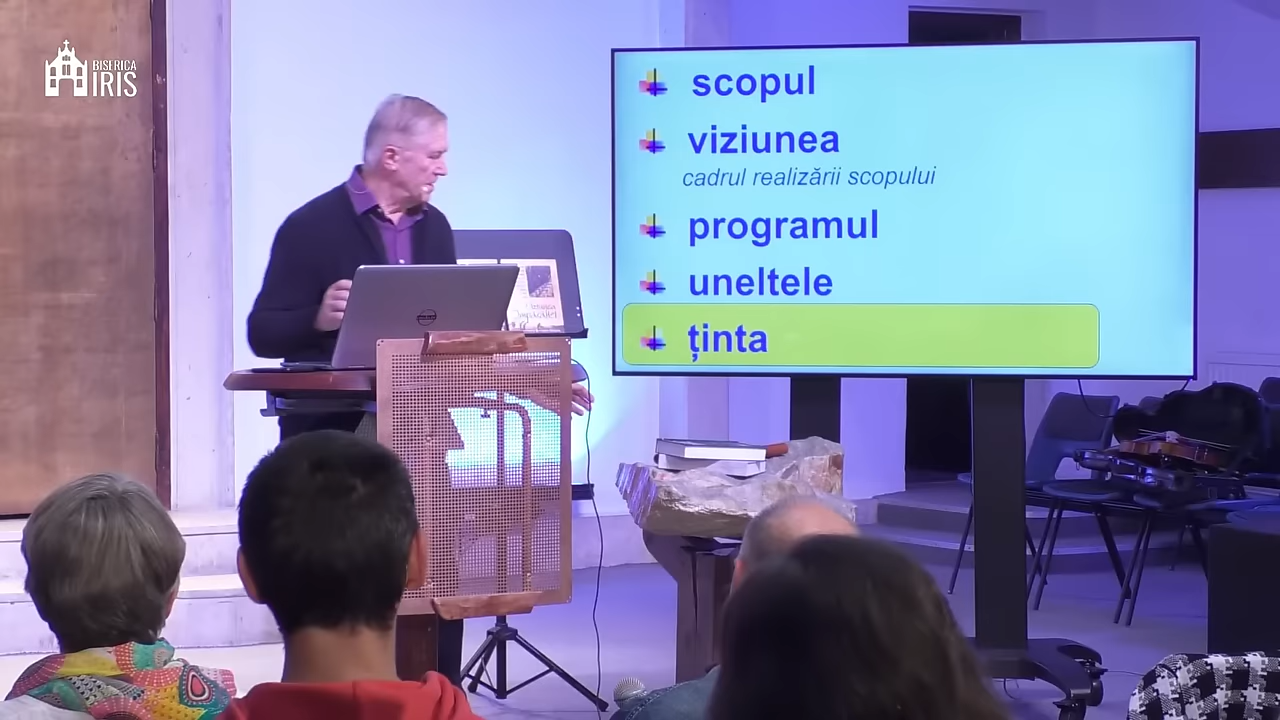 BISERICA
IRIS
scopul
viziunea
cadrul realizării scopului
programul
uneltele
ținta